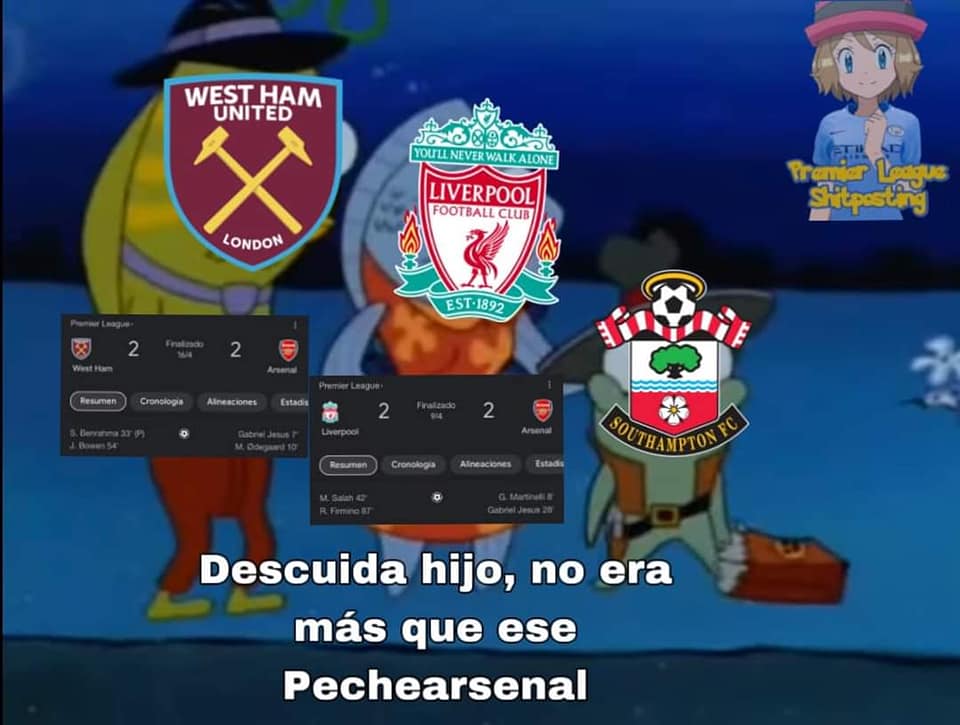 WEST HAM
UNITED
LONDON
YOU'LL NEVER WALK ALONE
LIVERPOOL
FOOTBALL CLUB
EST·1892
ETIHAD
Premier League
Shitposting
SOUTHAMPTON FC
Premier League·
2 Finalizado 2
16/4
West Ham Arsenal
Resumen Cronología Alineaciones Estadís
S. Benrahma 33' (P) Gabriel Jesus 7'
J. Bowen 54' M. Ødegaard 10'
Premier League·
2 Finalizado 2
9/4
Liverpool Arsenal
Resumen Cronología Alineaciones Estadís
M. Salah 42' G. Martinelli 8'
R. Firmino 87' Gabriel Jesus 28'
Descuida hijo, no era
más que ese
Pechearsenal